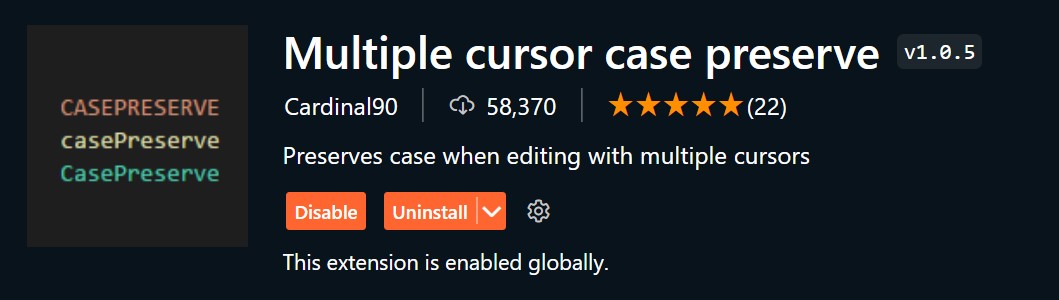 CASEPRESERVE
casePreserve
CasePreserve
Multiple cursor case preserve v1.0.5
Cardinal90 58,370 ★★★★★(22)
Preserves case when editing with multiple cursors
Disable Uninstall
This extension is enabled globally.